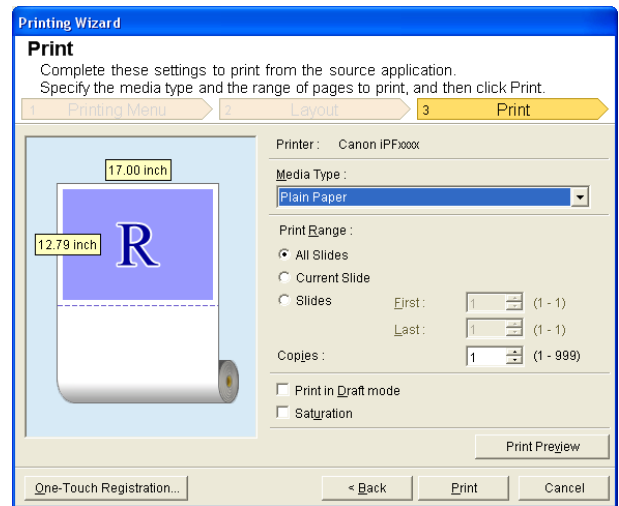 Printing Wizard
Print
Complete these settings to print from the source application.
Specify the media type and the range of pages to print, and then click Print.
1 Printing Menu 2 Layout 3 Print
Printer : Canon iPFxxxx
17.00 inch
Media Type :
Plain Paper
12.79 inch
R
Print Range :
All Slides
Current Slide
Slides First : 1 (1 - 1)
Last : 1 (1 - 1)
Copies : 1 (1 - 999)
Print in Draft mode
Saturation
Print Preview
One-Touch Registration... < Back Print Cancel